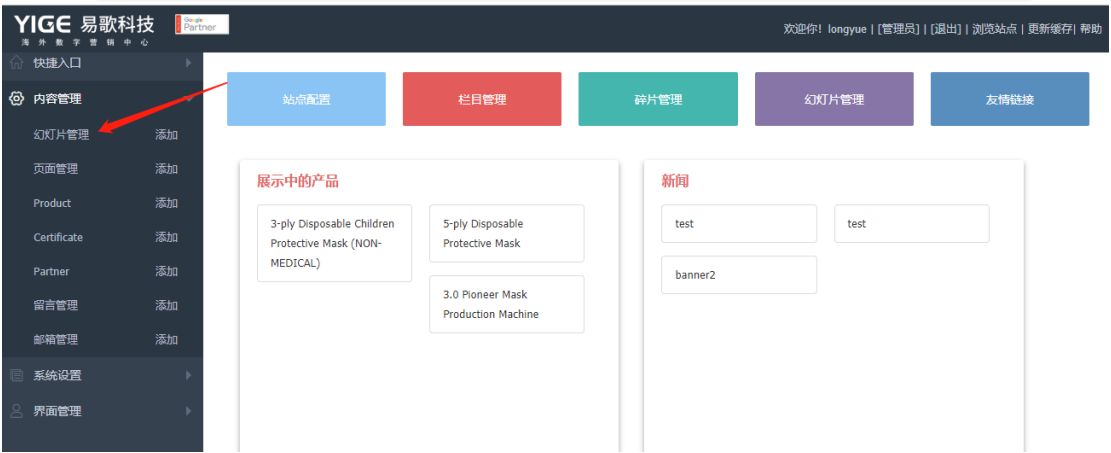 YIGE 易歌科技
海外数字营销中心
Google
Partner
欢迎你! longyue | [管理员] | [退出] | 浏览站点 | 更新缓存| 帮助
快捷入口
内容管理
幻灯片管理 添加
页面管理 添加
Product 添加
Certificate 添加
Partner 添加
留言管理 添加
邮箱管理 添加
系统设置
界面管理
站点配置
栏目管理
碎片管理
幻灯片管理
友情链接
展示中的产品
3-ply Disposable Children
Protective Mask (NON-
MEDICAL)
5-ply Disposable
Protective Mask
3.0 Pioneer Mask
Production Machine
新闻
test
test
banner2